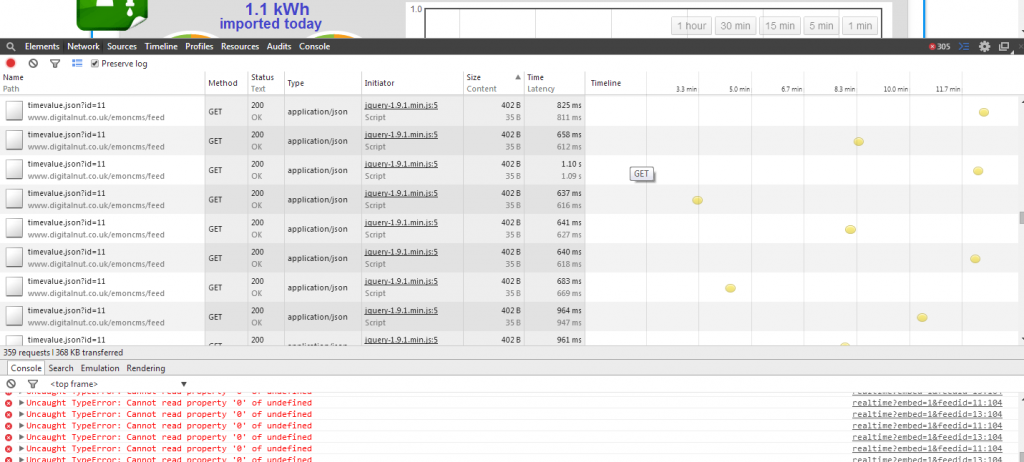 1.1 kWh
imported today
1.0
1 hour 30 min 15 min 5 min 1 min
Elements Network Sources Timeline Profiles Resources Audits Console 305
Preserve log
Name Method Status Type Initiator Size Time Timeline
Path Text Content Latency 3.3 min 5.0 min 6.7 min 8.3 min 10.0 min 11.7 min
timevalue.json?id=11 GET 200 application/json jquery-1.9.1.min.js:5 402 B 825 ms
www.digitalnut.co.uk/emoncms/feed OK Script 35 B 811 ms
timevalue.json?id=11 GET 200 application/json jquery-1.9.1.min.js:5 402 B 658 ms
www.digitalnut.co.uk/emoncms/feed OK Script 35 B 612 ms
timevalue.json?id=11 GET 200 application/json jquery-1.9.1.min.js:5 402 B 1.10 s
www.digitalnut.co.uk/emoncms/feed OK Script 35 B 1.09 s
GET
timevalue.json?id=11 GET 200 application/json jquery-1.9.1.min.js:5 402 B 637 ms
www.digitalnut.co.uk/emoncms/feed OK Script 35 B 616 ms
timevalue.json?id=11 GET 200 application/json jquery-1.9.1.min.js:5 402 B 641 ms
www.digitalnut.co.uk/emoncms/feed OK Script 35 B 627 ms
timevalue.json?id=11 GET 200 application/json jquery-1.9.1.min.js:5 402 B 640 ms
www.digitalnut.co.uk/emoncms/feed OK Script 35 B 618 ms
timevalue.json?id=11 GET 200 application/json jquery-1.9.1.min.js:5 402 B 683 ms
www.digitalnut.co.uk/emoncms/feed OK Script 35 B 669 ms
timevalue.json?id=11 GET 200 application/json jquery-1.9.1.min.js:5 402 B 964 ms
www.digitalnut.co.uk/emoncms/feed OK Script 35 B 947 ms
timevalue.json?id=11 GET 200 application/json jquery-1.9.1.min.js:5 402 B 961 ms
359 requests | 368 KB transferred
Console Search Emulation Rendering
<top frame>
Uncaught TypeError: Cannot read property '0' of undefined realtime?embed=1&feedid=13:104
Uncaught TypeError: Cannot read property '0' of undefined realtime?embed=1&feedid=11:104
Uncaught TypeError: Cannot read property '0' of undefined realtime?embed=1&feedid=13:104
Uncaught TypeError: Cannot read property '0' of undefined realtime?embed=1&feedid=11:104
Uncaught TypeError: Cannot read property '0' of undefined realtime?embed=1&feedid=13:104
Uncaught TypeError: Cannot read property '0' of undefined realtime?embed=1&feedid=11:104